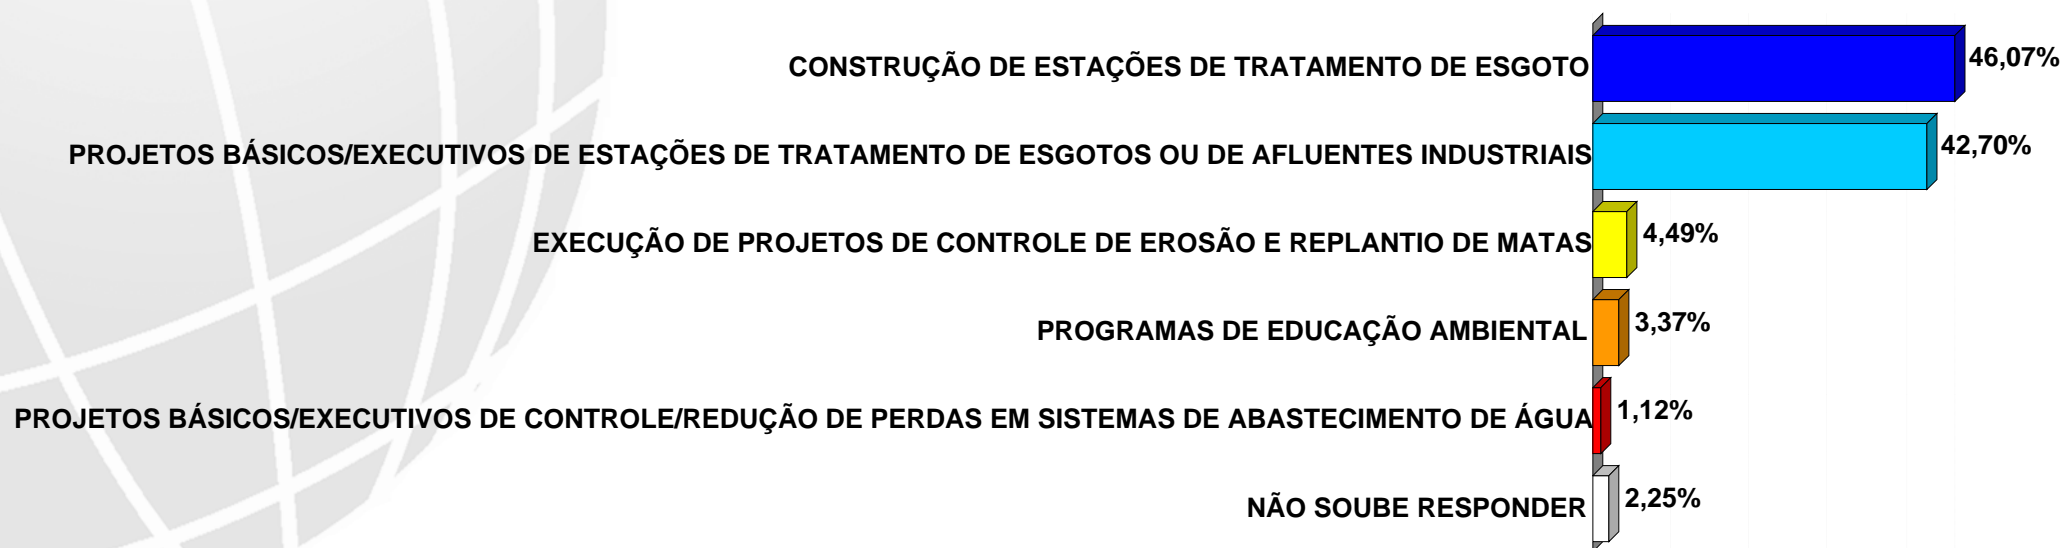 CONSTRUÇÃO DE ESTAÇÕES DE TRATAMENTO DE ESGOTO 46,07%
PROJETOS BÁSICOS/EXECUTIVOS DE ESTAÇÕES DE TRATAMENTO DE ESGOTOS OU DE AFLUENTES INDUSTRIAIS 42,70%
EXECUÇÃO DE PROJETOS DE CONTROLE DE EROSÃO E REPLANTIO DE MATAS 4,49%
PROGRAMAS DE EDUCAÇÃO AMBIENTAL 3,37%
PROJETOS BÁSICOS/EXECUTIVOS DE CONTROLE/REDUÇÃO DE PERDAS EM SISTEMAS DE ABASTECIMENTO DE ÁGUA 1,12%
NÃO SOUBE RESPONDER 2,25%